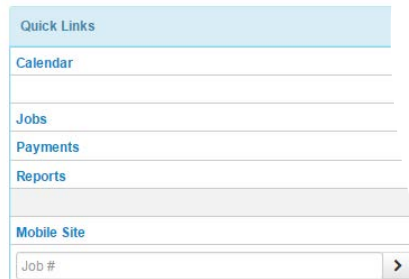 Quick Links
Calendar
Jobs
Payments
Reports
Mobile Site
Job #